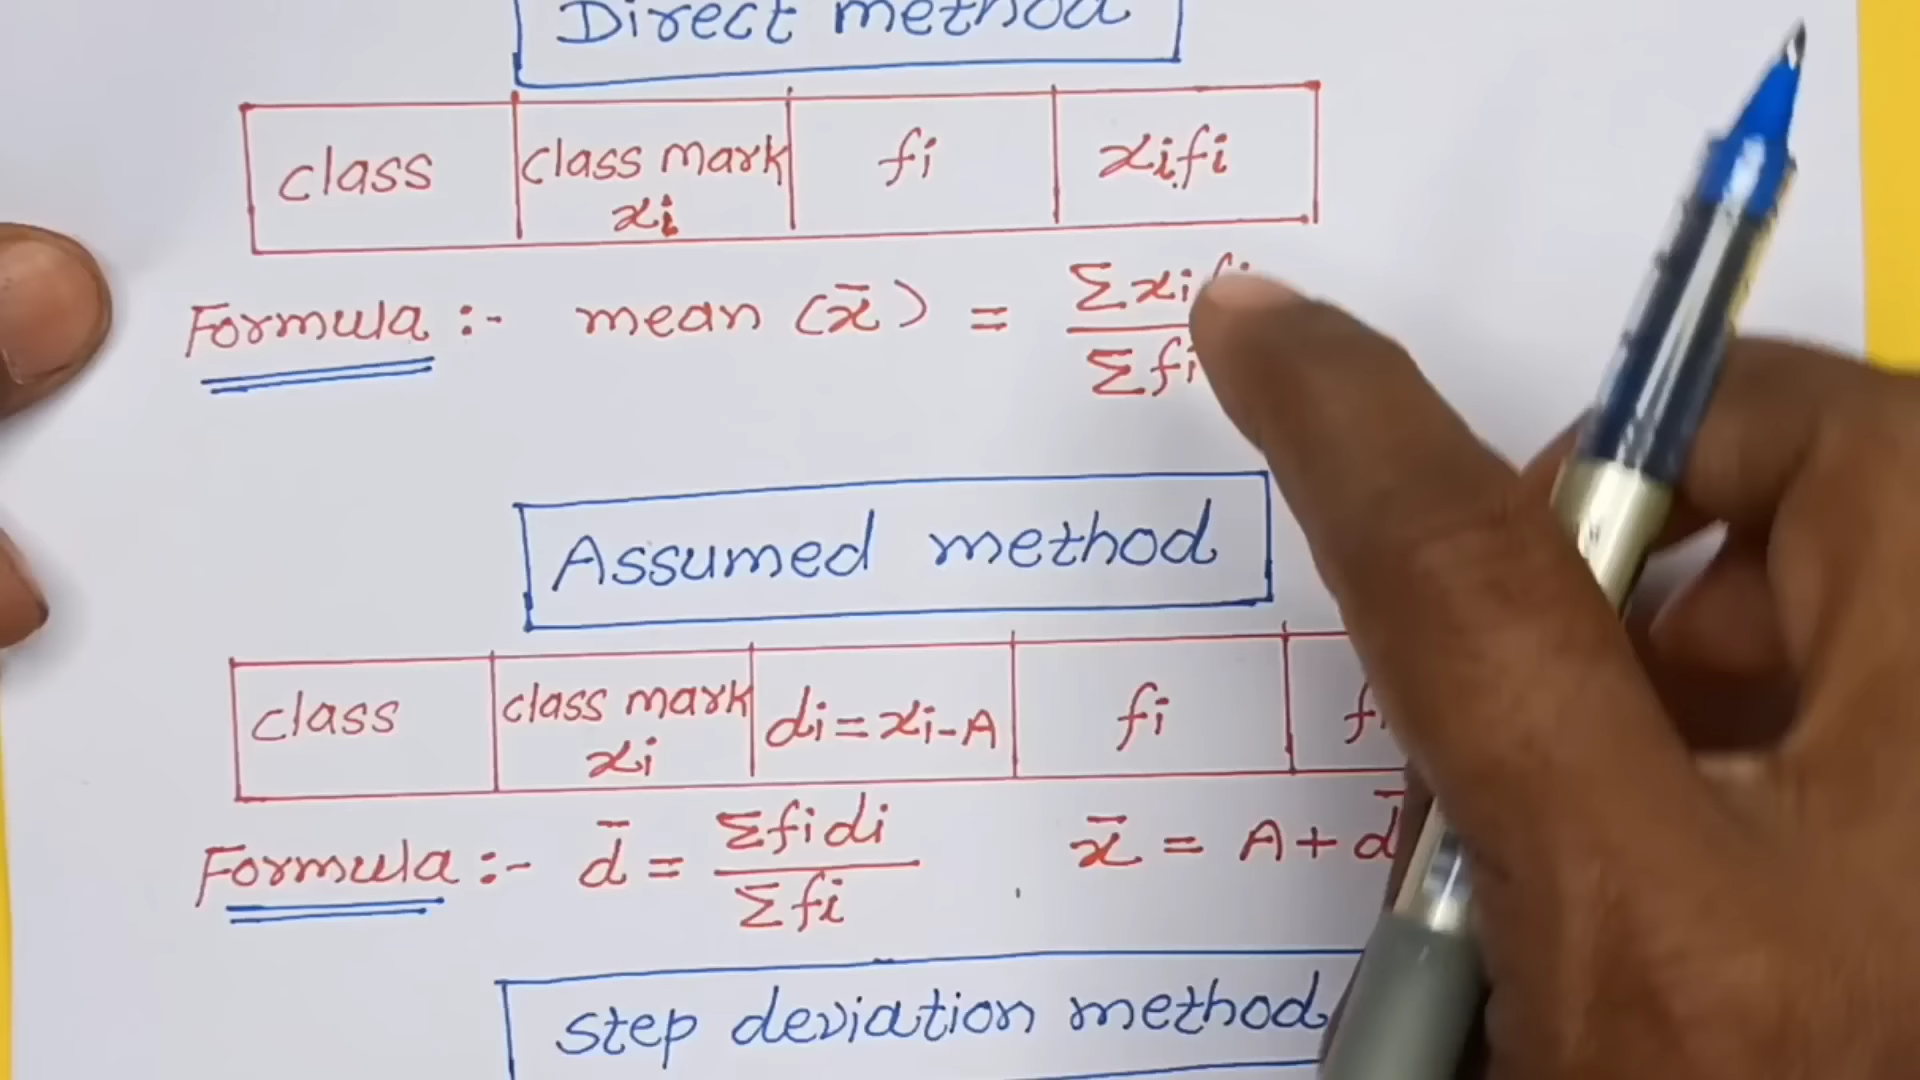 Direct method
class | class mark xi | fi | xifi
Formula :- mean (x̄) = Σxifi / Σfi
Assumed method
class | class mark xi | di = xi - A | fi
Formula :- d̄ = Σfidi / Σfi    x̄ = A + d̄
step deviation method